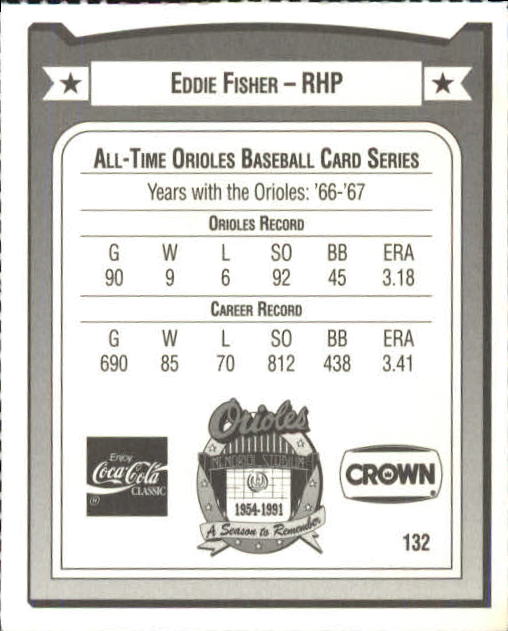 EDDIE FISHER – RHP
ALL-TIME ORIOLES BASEBALL CARD SERIES
Years with the Orioles: '66-'67
ORIOLES RECORD
G W L SO BB ERA
90 9 6 92 45 3.18
CAREER RECORD
G W L SO BB ERA
690 85 70 812 438 3.41
Orioles
MEMORIAL STADIUM
1954-1991
A Season to Remember
Enjoy
Coca-Cola
CLASSIC
®
CROWN
®
132